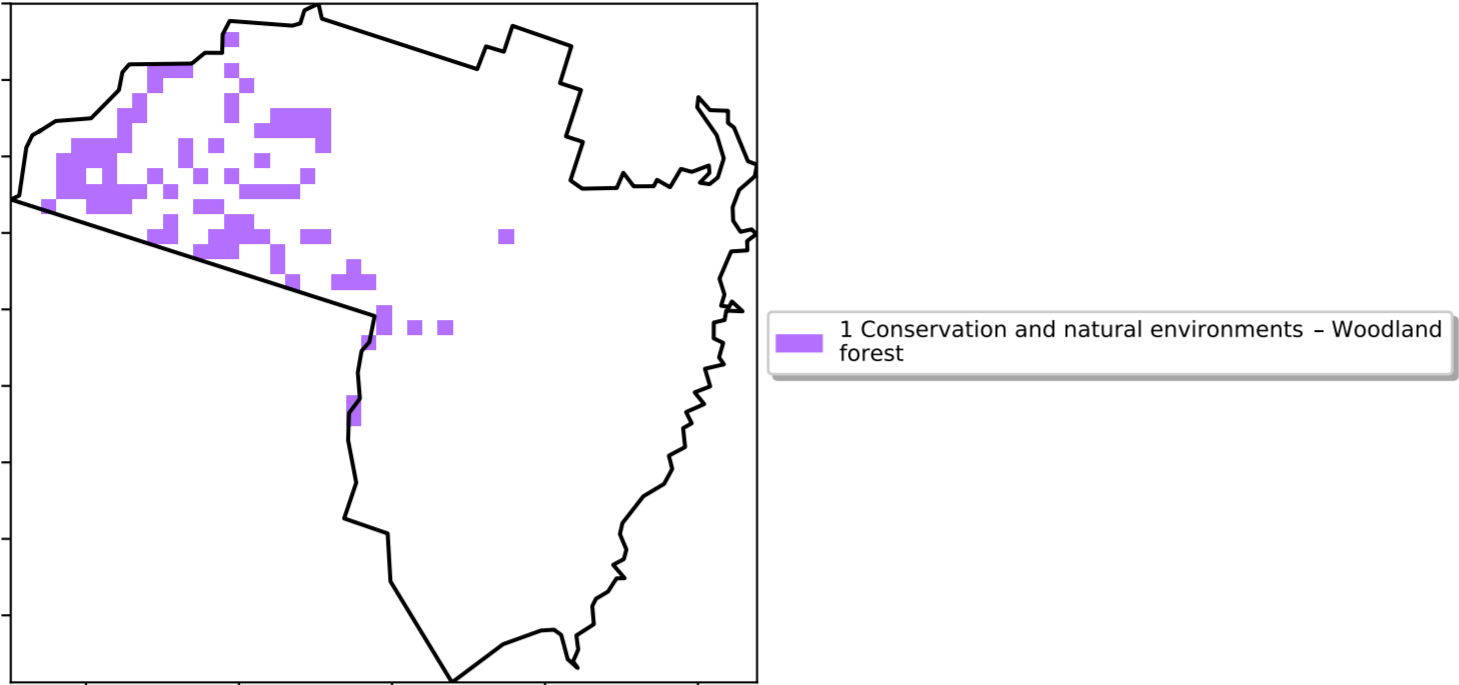 1 Conservation and natural environments – Woodland
forest